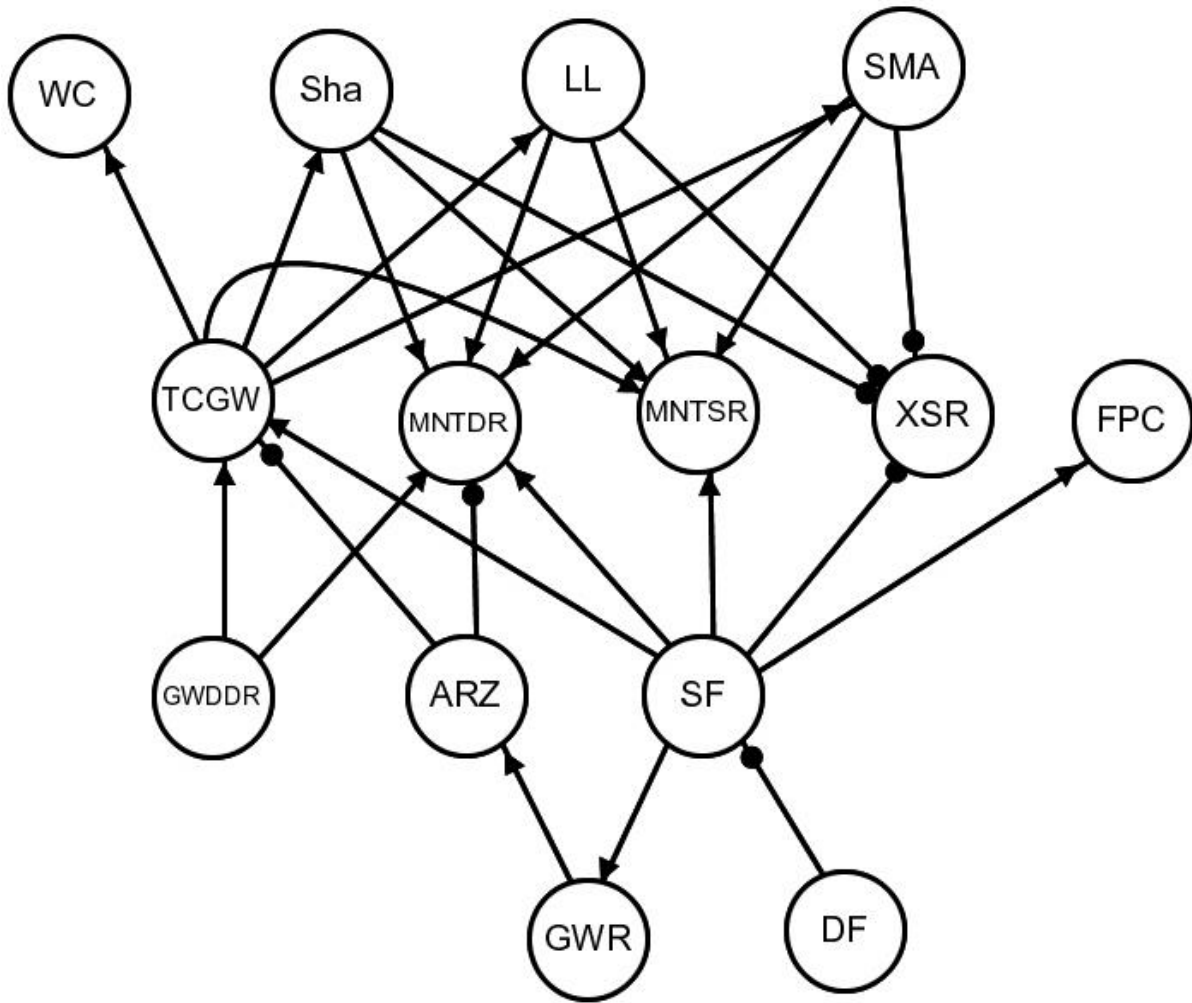 WC
Sha
LL
SMA
TCGW
MNTDR
MNTSR
XSR
FPC
GWDDR
ARZ
SF
GWR
DF